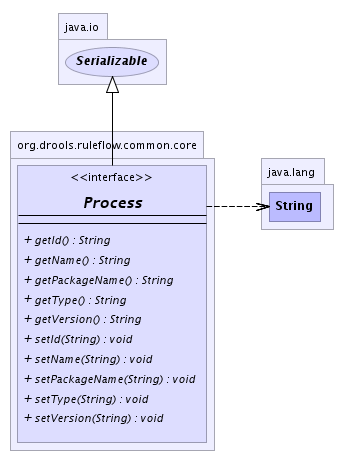 java.io
Serializable
org.drools.ruleflow.common.core
<<interface>>
Process
java.lang
String
+ getId() : String
+ getName() : String
+ getPackageName() : String
+ getType() : String
+ getVersion() : String
+ setId(String) : void
+ setName(String) : void
+ setPackageName(String) : void
+ setType(String) : void
+ setVersion(String) : void